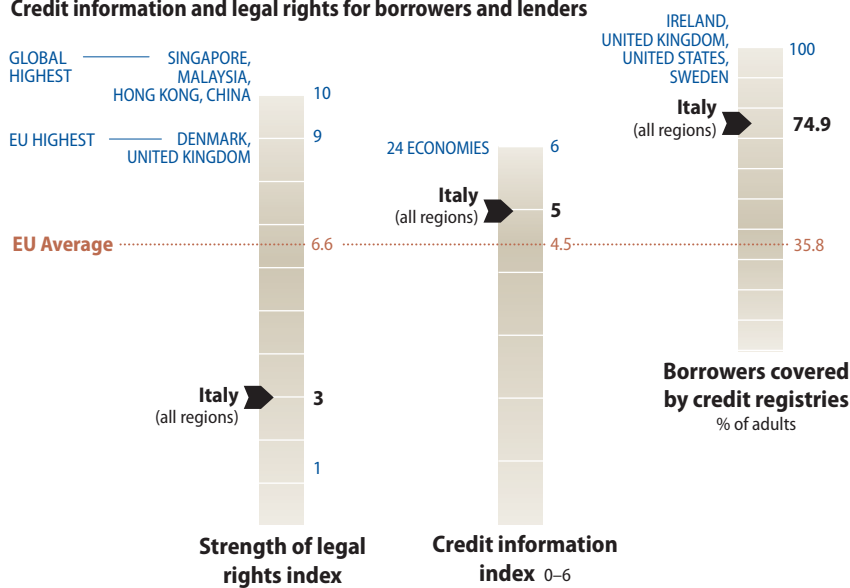 Credit information and legal rights for borrowers and lenders
GLOBAL
HIGHEST
SINGAPORE,
MALAYSIA,
HONG KONG, CHINA
10
EU HIGHEST
DENMARK,
UNITED KINGDOM
9
EU Average
6.6
Italy
(all regions)
3
1
Strength of legal
rights index
24 ECONOMIES
6
Italy
(all regions)
5
4.5
Credit information
index 0–6
IRELAND,
UNITED KINGDOM,
UNITED STATES,
SWEDEN
100
Italy
(all regions)
74.9
35.8
Borrowers covered
by credit registries
% of adults